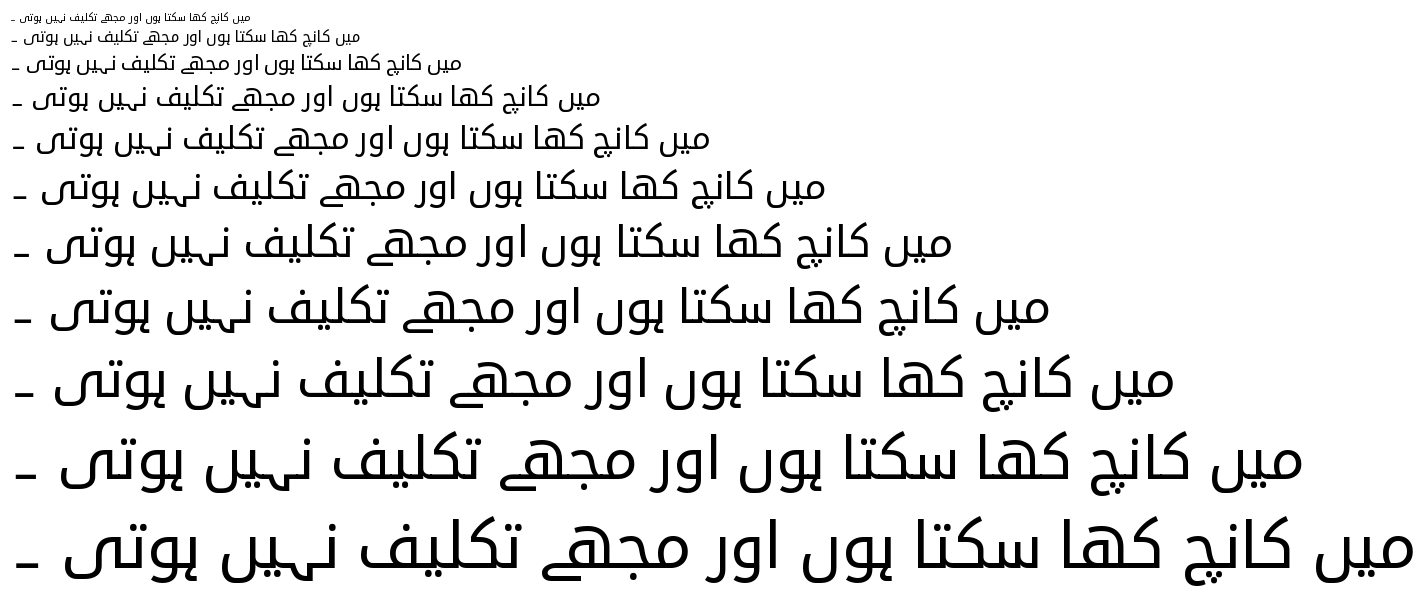 میں کانچ کھا سکتا ہوں اور مجھے تکلیف نہیں ہوتی ۔
میں کانچ کھا سکتا ہوں اور مجھے تکلیف نہیں ہوتی ۔
میں کانچ کھا سکتا ہوں اور مجھے تکلیف نہیں ہوتی ۔
میں کانچ کھا سکتا ہوں اور مجھے تکلیف نہیں ہوتی ۔
میں کانچ کھا سکتا ہوں اور مجھے تکلیف نہیں ہوتی ۔
میں کانچ کھا سکتا ہوں اور مجھے تکلیف نہیں ہوتی ۔
میں کانچ کھا سکتا ہوں اور مجھے تکلیف نہیں ہوتی ۔
میں کانچ کھا سکتا ہوں اور مجھے تکلیف نہیں ہوتی ۔
میں کانچ کھا سکتا ہوں اور مجھے تکلیف نہیں ہوتی ۔
میں کانچ کھا سکتا ہوں اور مجھے تکلیف نہیں ہوتی ۔
میں کانچ کھا سکتا ہوں اور مجھے تکلیف نہیں ہوتی ۔